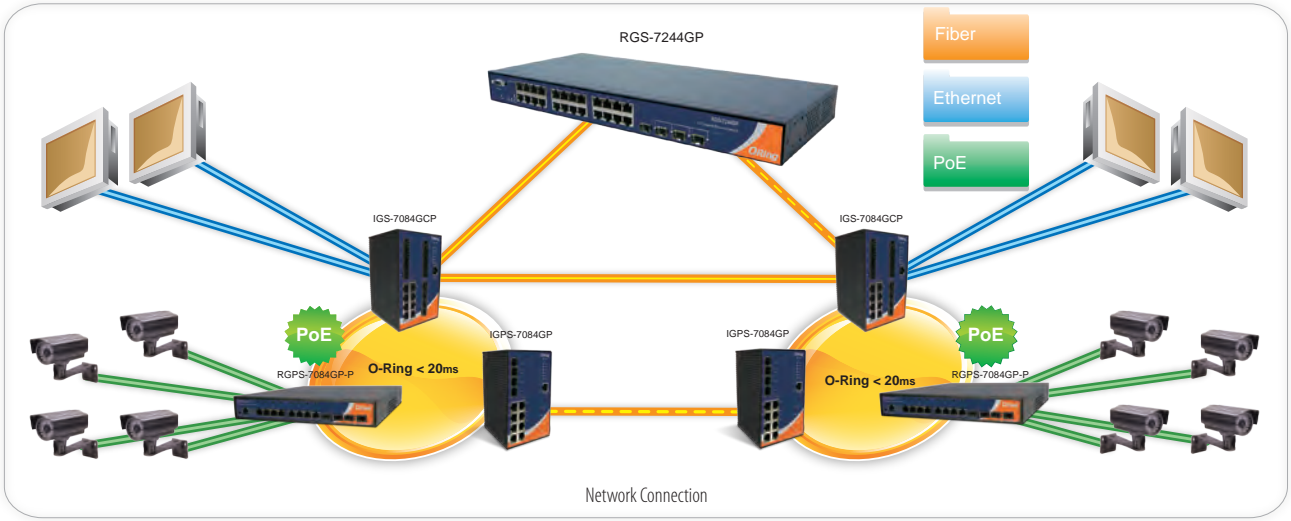 RGS-7244GP
Fiber
Ethernet
PoE
ORing
IGS-7084GCP
IGS-7084GCP
PoE
IGPS-7084GP
O-Ring < 20ms
RGPS-7084GP-P
IGPS-7084GP
PoE
O-Ring < 20ms
RGPS-7084GP-P
Network Connection